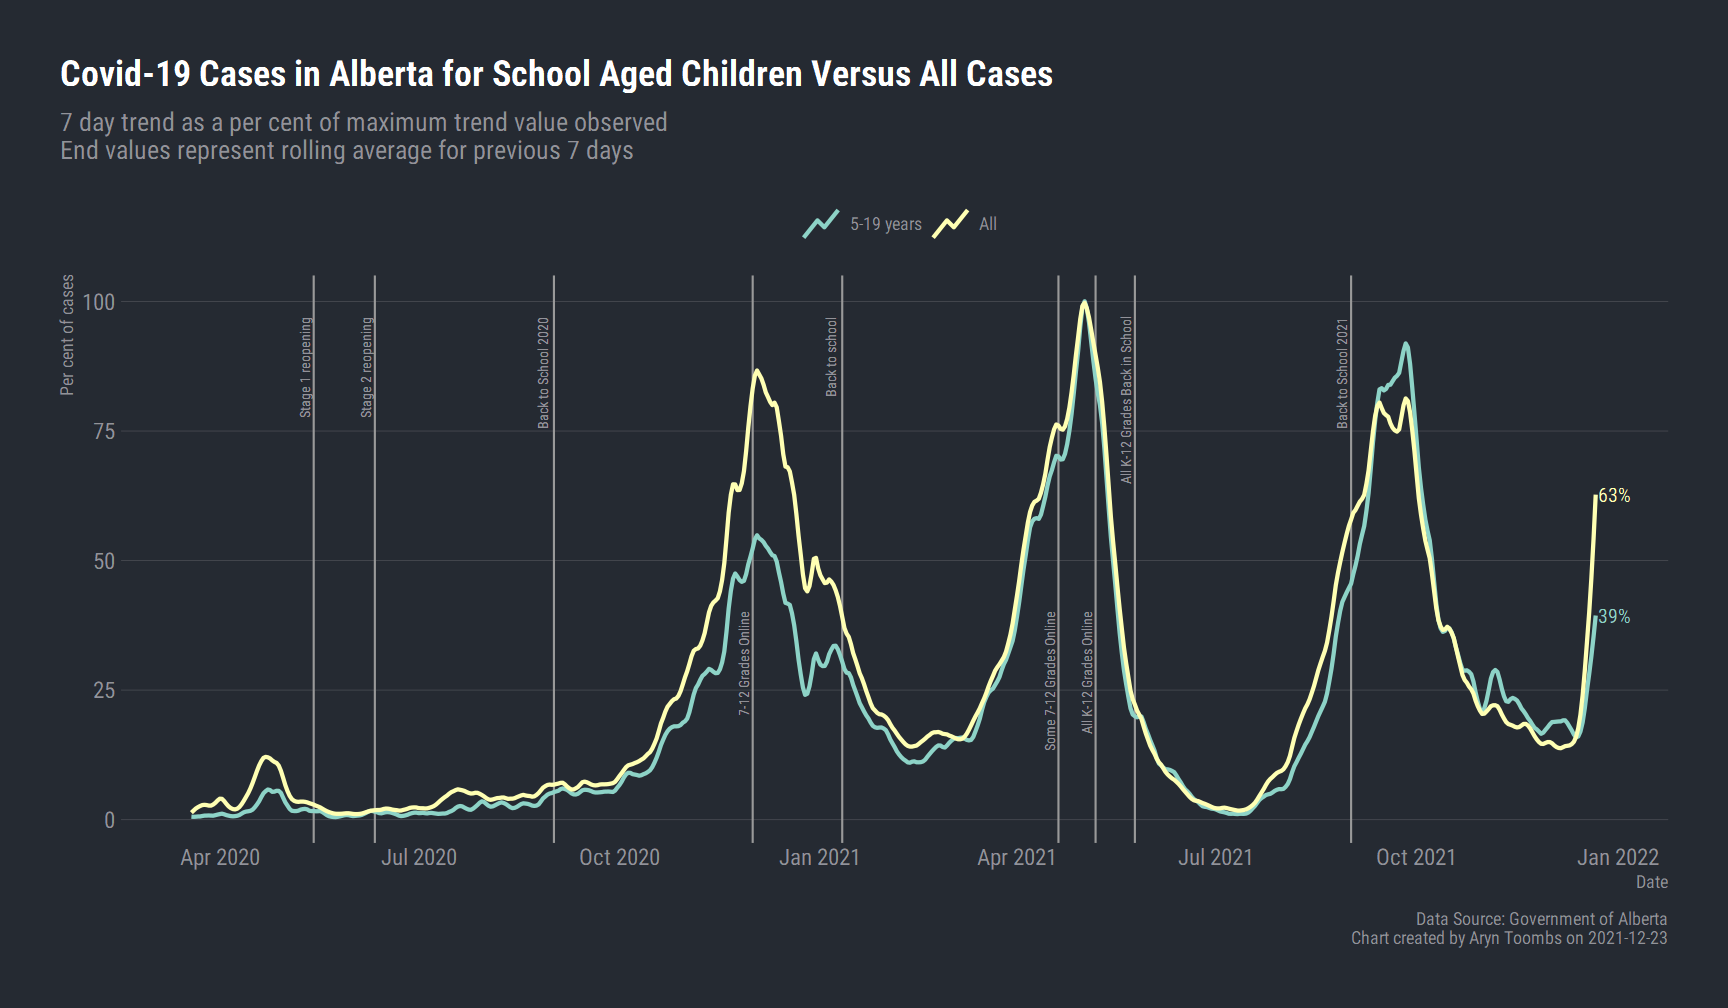 Covid-19 Cases in Alberta for School Aged Children Versus All Cases
7 day trend as a per cent of maximum trend value observed
End values represent rolling average for previous 7 days
5-19 years
All
Per cent of cases
100
75
50
25
0
Stage 1 reopening
Stage 2 reopening
Back to School 2020
7-12 Grades Online
Back to school
Some 7-12 Grades Online
All K-12 Grades Online
All K-12 Grades Back in School
Back to School 2021
63%
39%
Apr 2020
Jul 2020
Oct 2020
Jan 2021
Apr 2021
Jul 2021
Oct 2021
Jan 2022
Date
Data Source: Government of Alberta
Chart created by Aryn Toombs on 2021-12-23